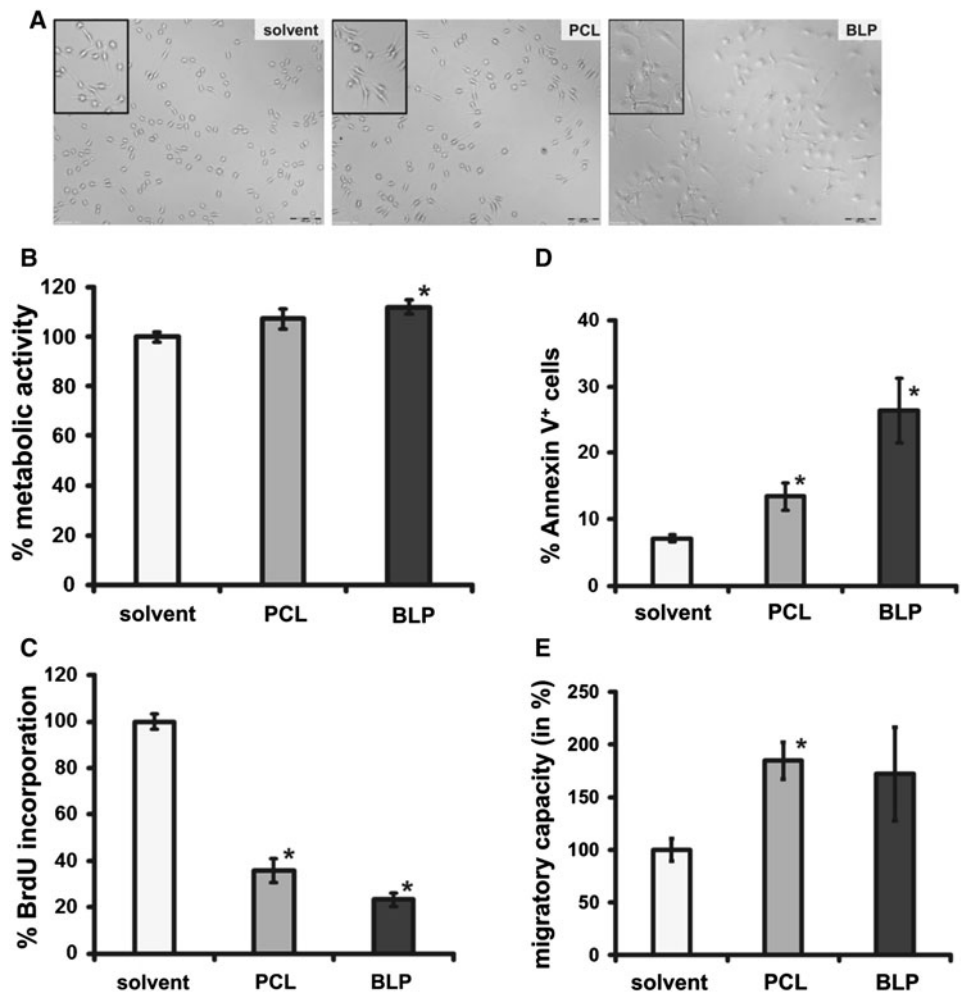 A
solvent
PCL
BLP
B
% metabolic activity
120
100
80
60
40
20
0
*
solvent PCL BLP
D
% Annexin V⁺ cells
40
30
20
10
0
*
*
solvent PCL BLP
C
% BrdU incorporation
120
100
80
60
40
20
0
*
*
solvent PCL BLP
E
migratory capacity (in %)
250
200
150
100
50
0
*
solvent PCL BLP